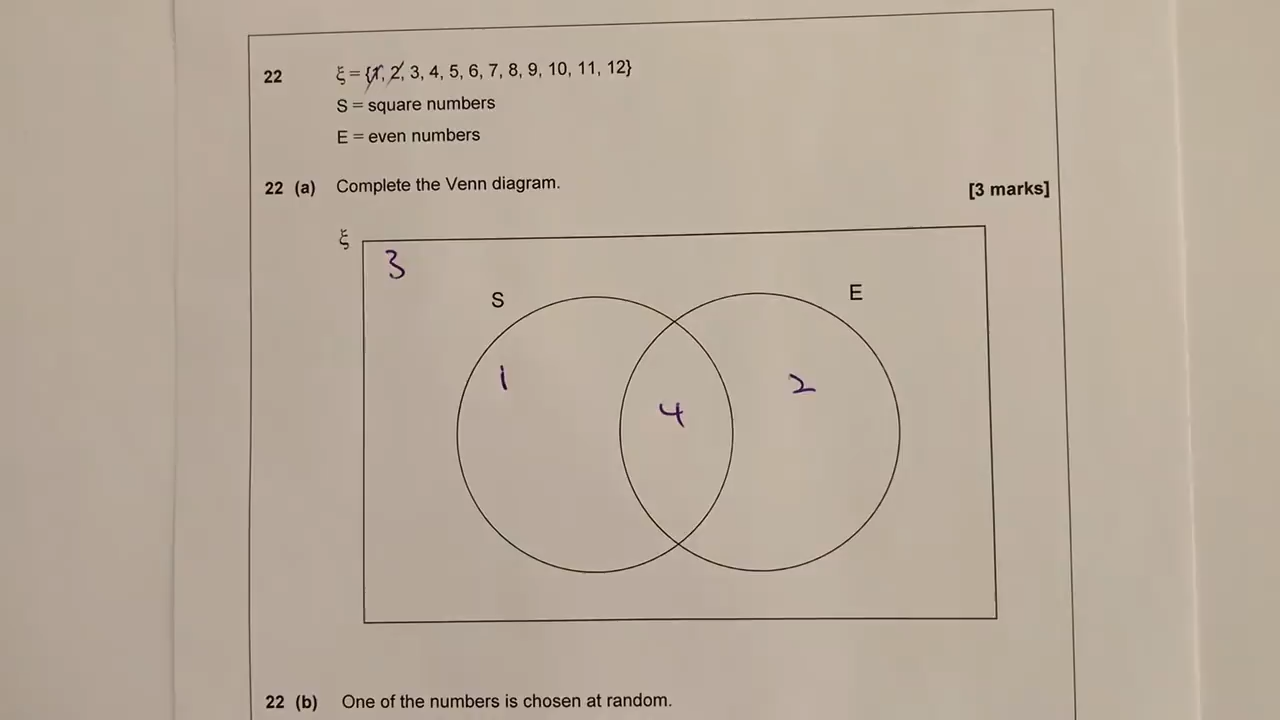 22 ξ = {1, 2, 3, 4, 5, 6, 7, 8, 9, 10, 11, 12}
S = square numbers
E = even numbers
22 (a) Complete the Venn diagram.
[3 marks]
ξ
3
S
E
1
4
2
22 (b) One of the numbers is chosen at random.